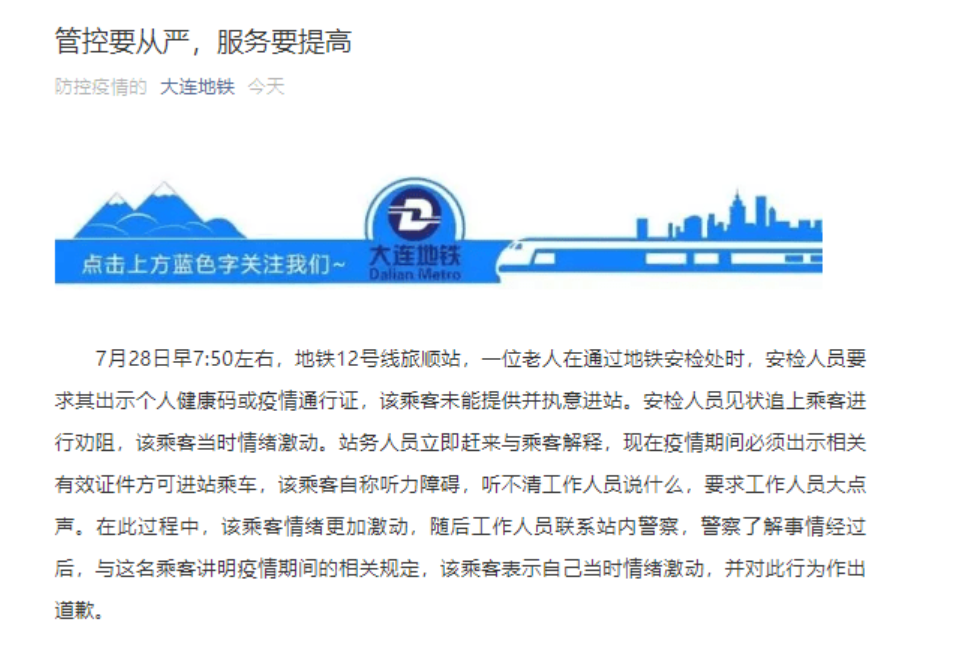 管控要从严，服务要提高
防控疫情的 大连地铁 今天
点击上方蓝色字关注我们~
大连地铁
Dalian Metro
7月28日早7:50左右，地铁12号线旅顺站，一位老人在通过地铁安检处时，安检人员要
求其出示个人健康码或疫情通行证，该乘客未能提供并执意进站。安检人员见状追上乘客进
行劝阻，该乘客当时情绪激动。站务人员立即赶来与乘客解释，现在疫情期间必须出示相关
有效证件方可进站乘车，该乘客自称听力障碍，听不清工作人员说什么，要求工作人员大点
声。在此过程中，该乘客情绪更加激动，随后工作人员联系站内警察，警察了解事情经过
后，与这名乘客讲明疫情期间的相关规定，该乘客表示自己当时情绪激动，并对此行为作出
道歉。